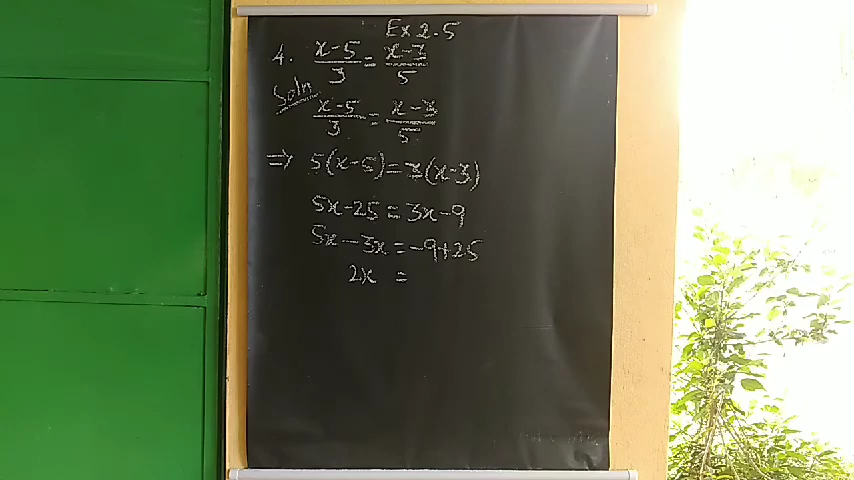 Ex 2.5
4. x-5/3 = x-3/5
Soln
x-5/3 = x-3/5
⇒ 5(x-5) = 3(x-3)
5x-25 = 3x-9
5x-3x = -9+25
2x =